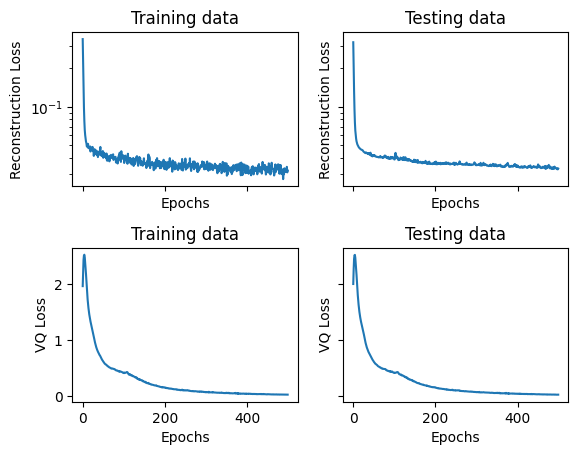 Training data
Testing data
Reconstruction Loss
10⁻¹
Reconstruction Loss
Epochs
Epochs
Training data
Testing data
VQ Loss
2
1
0
VQ Loss
0 200 400
0 200 400
Epochs
Epochs